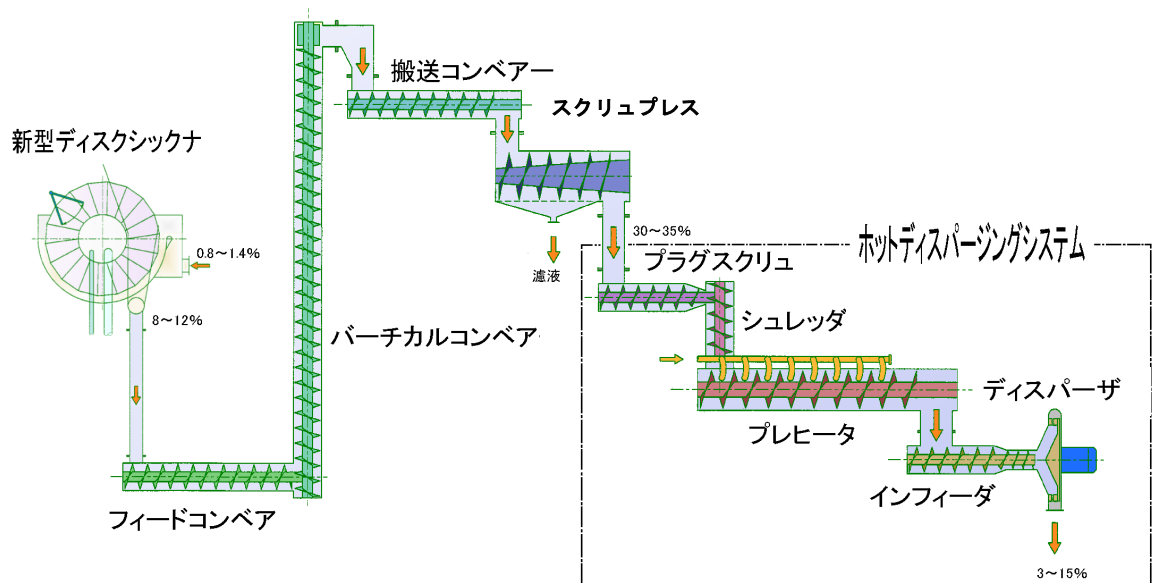 搬送コンベアー
スクリュプレス
新型ディスクシックナ
0.8～1.4%
30～35%
ホットディスパージングシステム
プラグスクリュ
濾液
8～12%
シュレッダ
バーチカルコンベア
ディスパーザ
プレヒータ
インフィーダ
フィードコンベア
3～15%